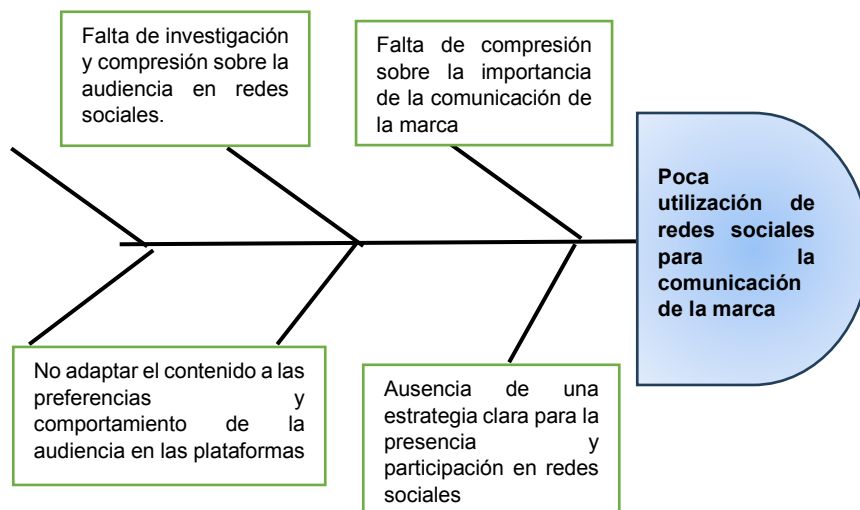 Falta de investigación
y compresión sobre la
audiencia en redes
sociales.
Falta de compresión
sobre la importancia
de la comunicación de
la marca
Poca
utilización de
redes sociales
para la
comunicación
de la marca
No adaptar el contenido a las
preferencias y
comportamiento de la
audiencia en las plataformas
Ausencia de una
estrategia clara para la
presencia y
participación en redes
sociales